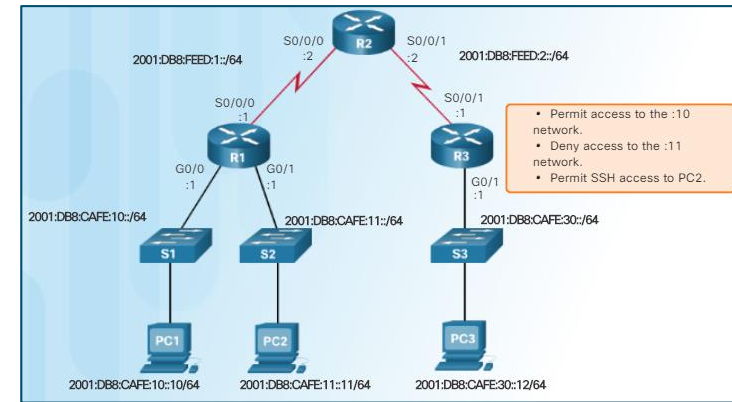 R2
S0/0/0
:2
S0/0/1
:2
2001:DB8:FEED:1::/64
2001:DB8:FEED:2::/64
S0/0/0
:1
S0/0/1
:1
▪ Permit access to the :10
network.
▪ Deny access to the :11
network.
▪ Permit SSH access to PC2.
R1
R3
G0/0
:1
G0/1
:1
G0/1
:1
2001:DB8:CAFE:10::/64
2001:DB8:CAFE:11::/64
2001:DB8:CAFE:30::/64
S1
S2
S3
PC1
PC2
PC3
2001:DB8:CAFE:10::10/64
2001:DB8:CAFE:11::11/64
2001:DB8:CAFE:30::12/64